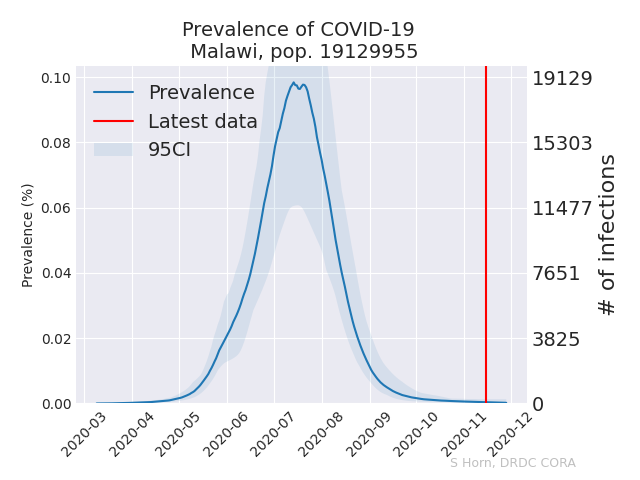 Prevalence of COVID-19
Malawi, pop. 19129955
Prevalence
Latest data
95CI
Prevalence (%)
0.10
0.08
0.06
0.04
0.02
0.00
19129
15303
11477
7651
3825
0
# of infections
2020-03
2020-04
2020-05
2020-06
2020-07
2020-08
2020-09
2020-10
2020-11
2020-12
S Horn, DRDC CORA